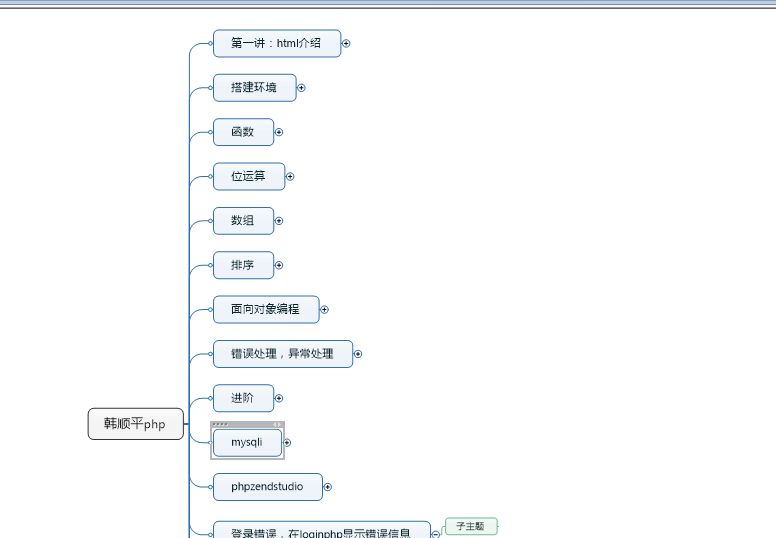 第一讲：html介绍
搭建环境
函数
位运算
数组
排序
面向对象编程
错误处理，异常处理
进阶
韩顺平php
mysqli
phpzendstudio
登录错误，在loginphp显示错误信息
子主题